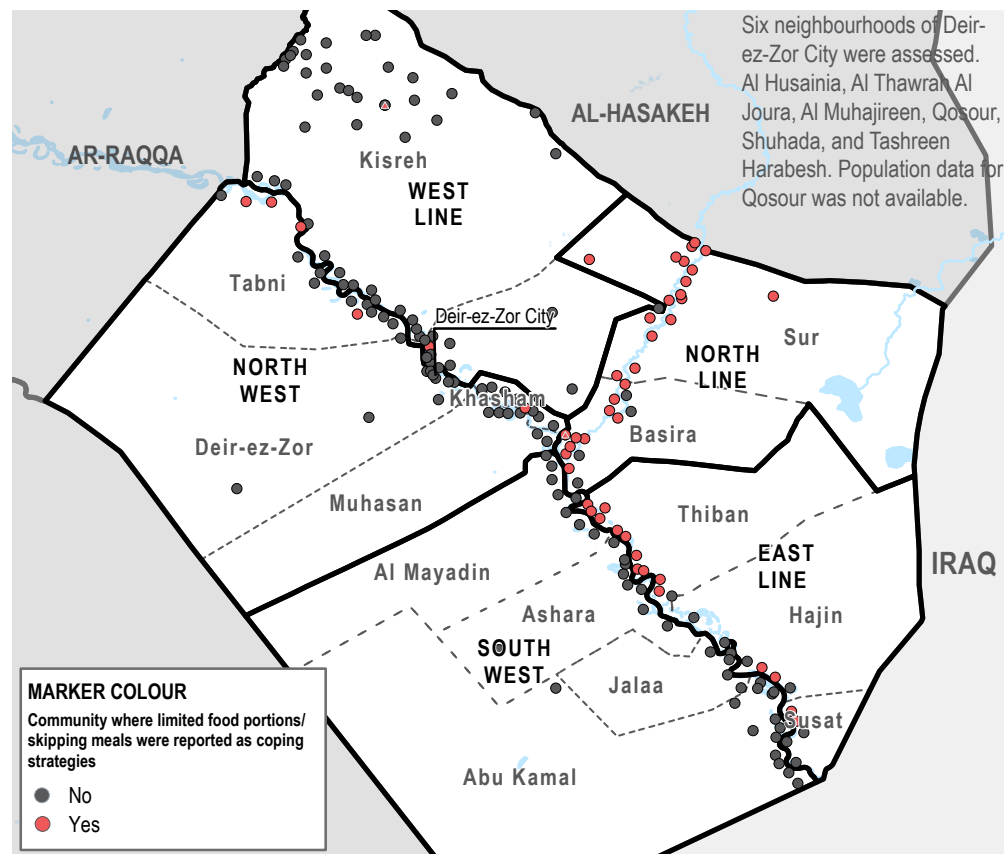 Six neighbourhoods of Deir-
ez-Zor City were assessed.
Al Husainia, Al Thawrah Al
Joura, Al Muhajireen, Qosour,
Shuhada, and Tashreen
Harabesh. Population data for
Qosour was not available.
AL-HASAKEH
AR-RAQQA
Kisreh
WEST
LINE
Tabni
Deir-ez-Zor City
Sur
NORTH
WEST
NORTH
LINE
Khasham
Basira
Deir-ez-Zor
Muhasan
Thiban
EAST
LINE
IRAQ
Al Mayadin
Ashara
Hajin
SOUTH
WEST
Jalaa
Susat
Abu Kamal
MARKER COLOUR
Community where limited food portions/
skipping meals were reported as coping
strategies
No
Yes